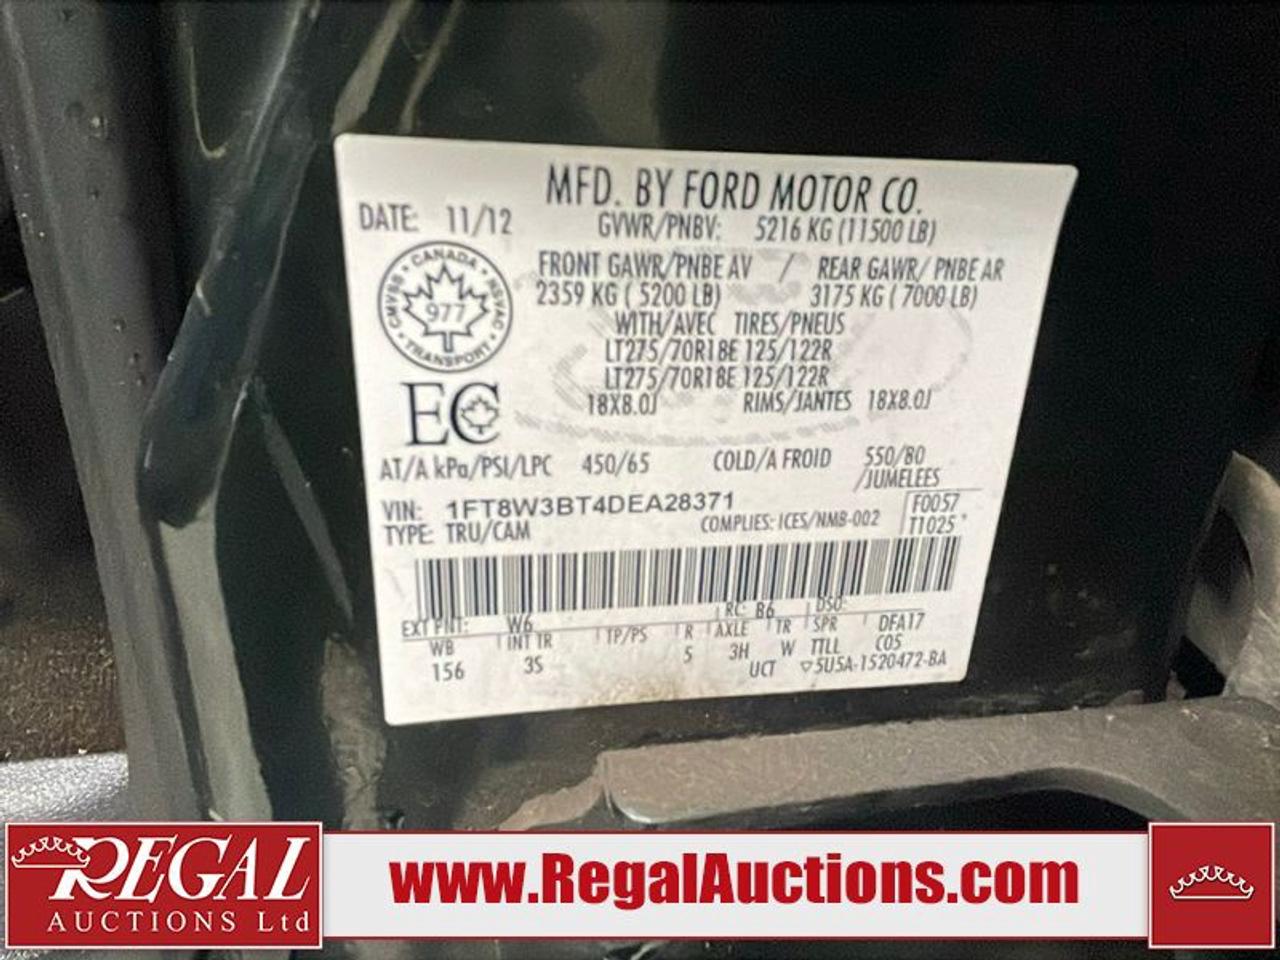 MFD. BY FORD MOTOR CO.
DATE: 11/12 GVWR/PNBV: 5216 KG (11500 LB)
FRONT GAWR/PNBE AV / REAR GAWR/ PNBE AR
2359 KG ( 5200 LB) 3175 KG ( 7000 LB)
CANADA
CMVSS NSVAC
977
TRANSPORT
WITH/AVEC TIRES/PNEUS
LT275/70R18E 125/122R
LT275/70R18E 125/122R
18X8.0J RIMS/JANTES 18X8.0J
EC
AT/A kPa/PSI/LPC 450/65 COLD/A FROID 550/80
/JUMELEES
VIN: 1FT8W3BT4DEA28371
F0057
TYPE: TRU/CAM COMPLIES: ICES/NMB-002
T1025
EXT PNT: W6 RC: B6 DSO:
WB INT TR TP/PS R AXLE TR SPR DFA17
156 3S 5 3H W TTLL C05
UCT ▽5U5A-1520472-BA
REGAL
AUCTIONS Ltd
www.RegalAuctions.com